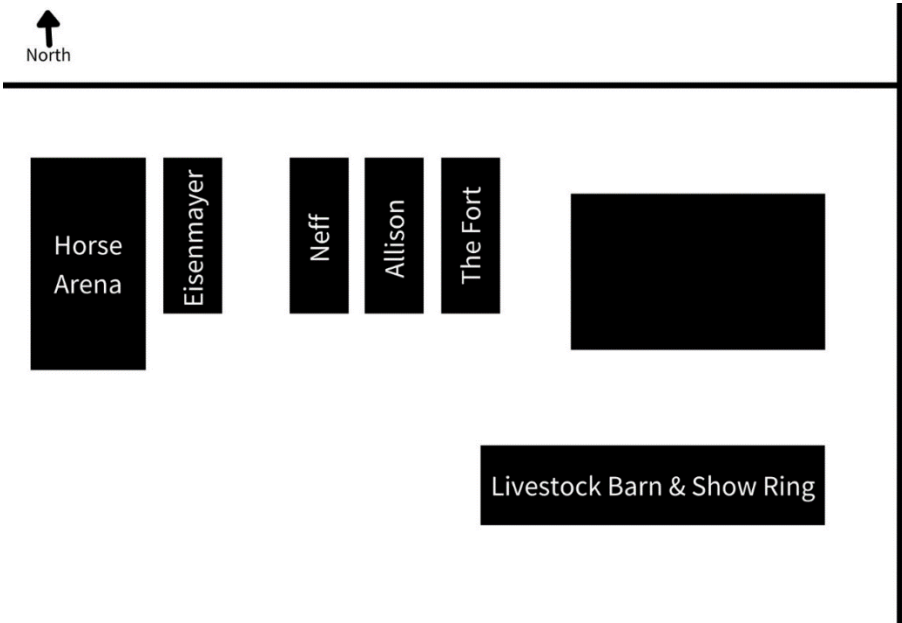 North
Horse
Arena
Eisenmayer
Neff
Allison
The Fort
Livestock Barn & Show Ring